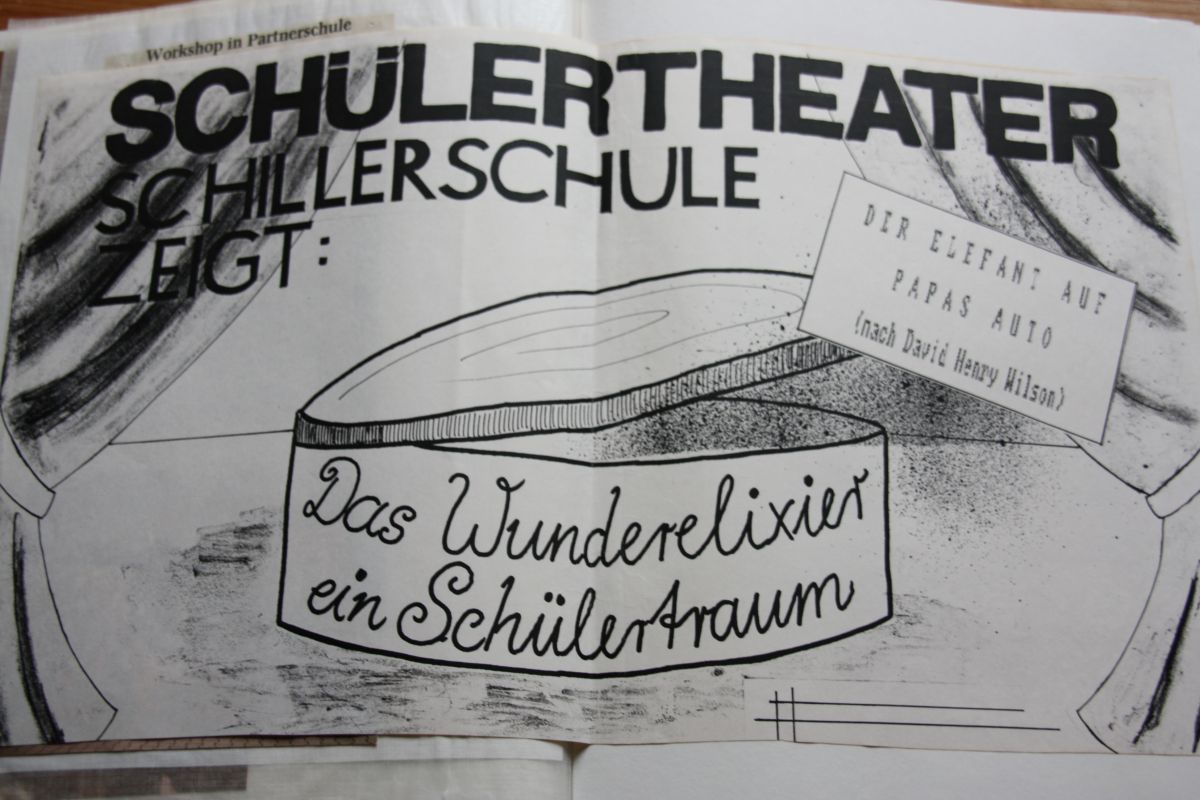 Workshop in Partnerschule
SCHÜLERTHEATER
SCHILLERSCHULE
ZEIGT:
DER ELEFANT AUF
PAPAS AUTO
(nach David Henry Wilson)
Das Wunderelixier
ein Schülertraum